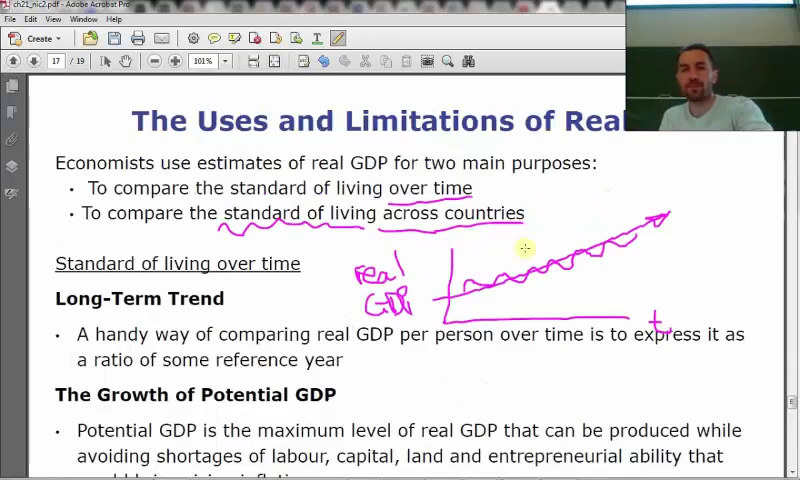 ch21_nic2.pdf - Adobe Acrobat Pro
File Edit View Window Help
Create
17 / 19 101%
The Uses and Limitations of Real
Economists use estimates of real GDP for two main purposes:
• To compare the standard of living over time
• To compare the standard of living across countries
Standard of living over time
real
GDP
t
Long-Term Trend
• A handy way of comparing real GDP per person over time is to express it as
a ratio of some reference year
The Growth of Potential GDP
• Potential GDP is the maximum level of real GDP that can be produced while
avoiding shortages of labour, capital, land and entrepreneurial ability that